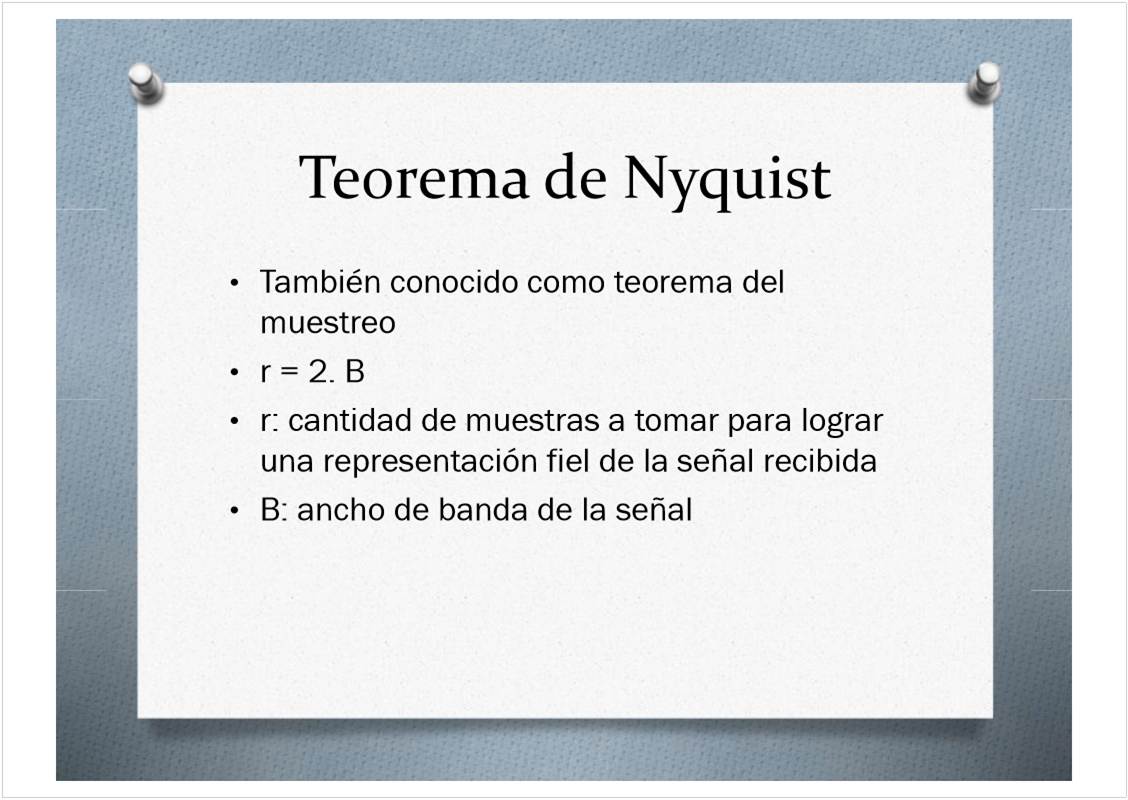 Teorema de Nyquist
• También conocido como teorema del
muestreo
• r = 2. B
• r: cantidad de muestras a tomar para lograr
una representación fiel de la señal recibida
• B: ancho de banda de la señal